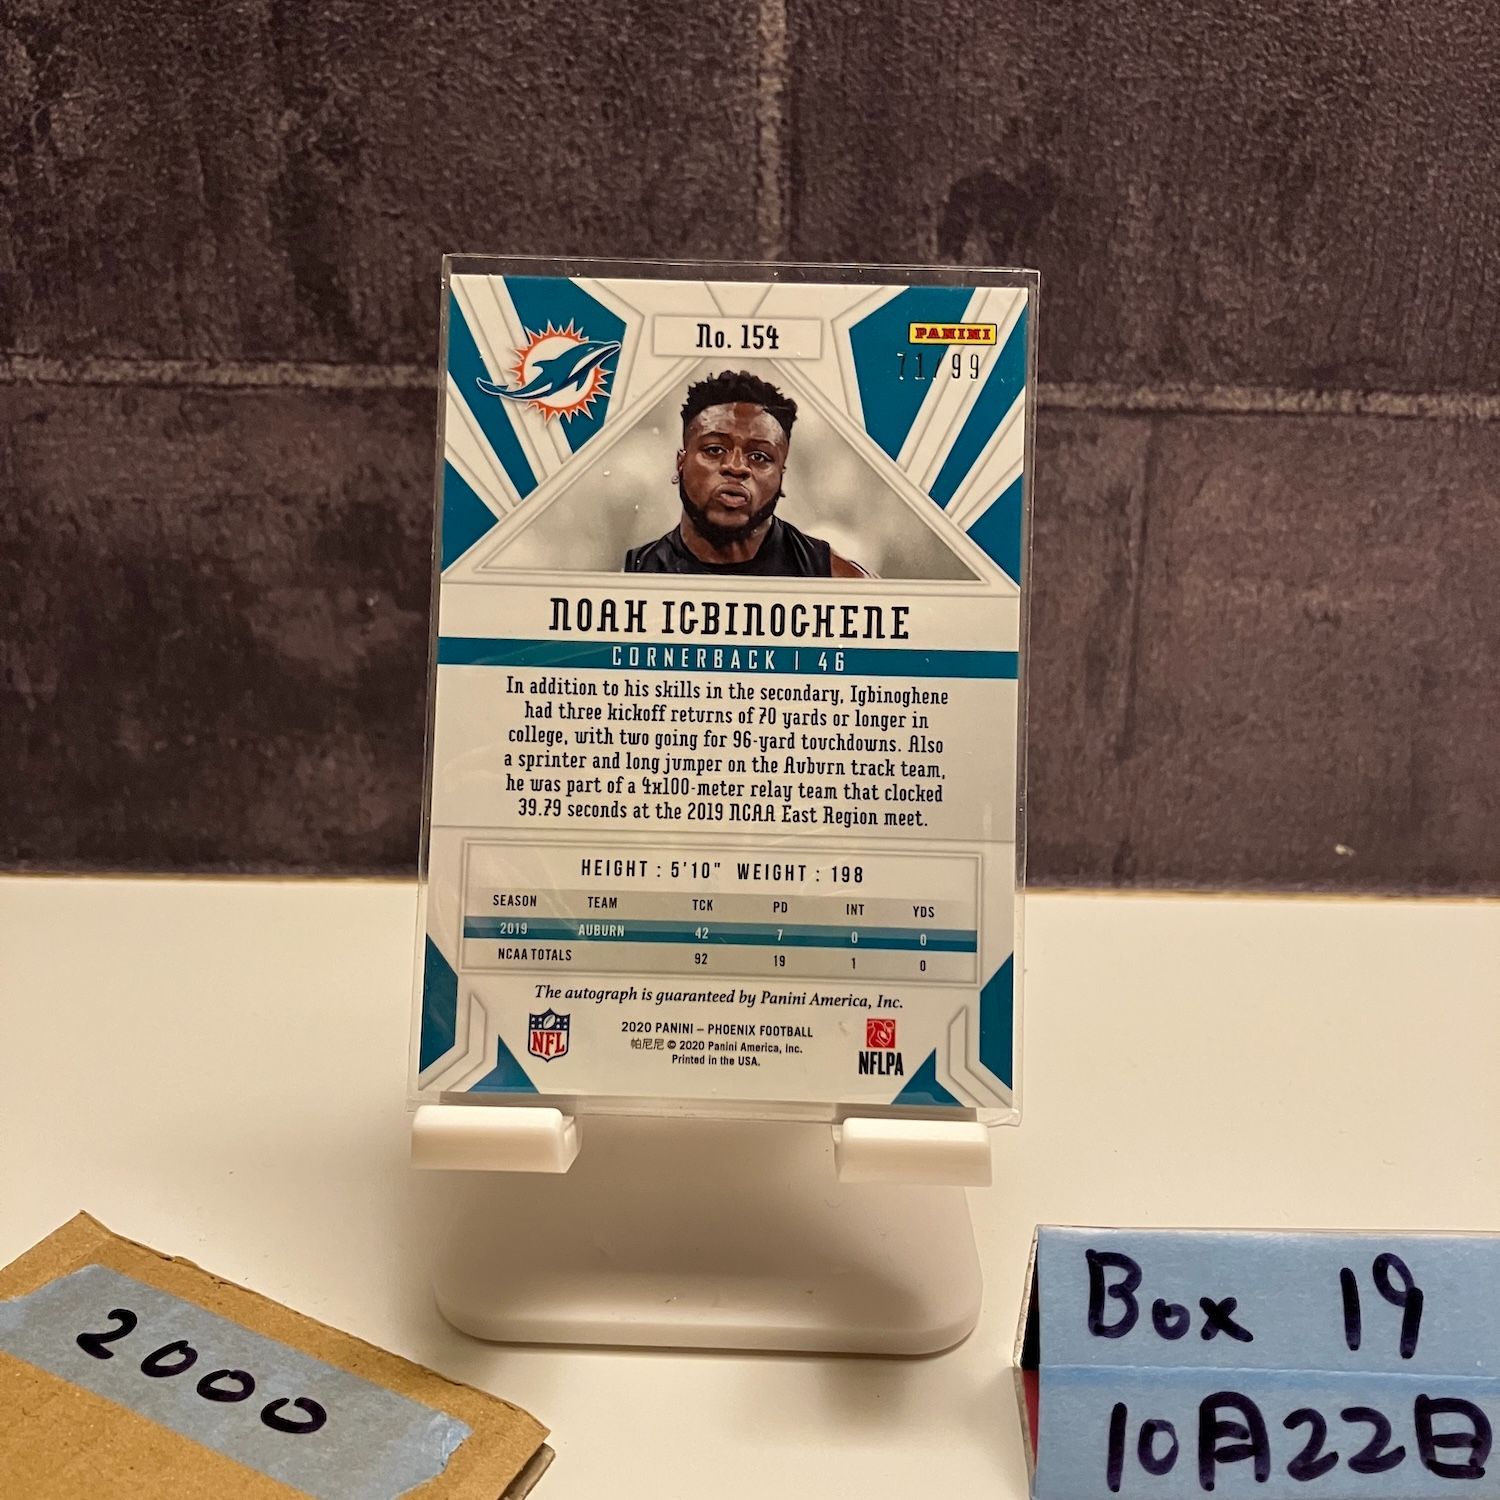 No. 154
PANINI
71/99
NOAH IGBINOGHENE
CORNERBACK | 46
In addition to his skills in the secondary, Igbinoghene
had three kickoff returns of 70 yards or longer in
college, with two going for 96-yard touchdowns. Also
a sprinter and long jumper on the Auburn track team,
he was part of a 4x100-meter relay team that clocked
39.79 seconds at the 2019 NCAA East Region meet.
HEIGHT : 5'10" WEIGHT : 198
SEASON TEAM TCK PD INT YDS
2019 AUBURN 42 7 0 0
NCAA TOTALS 92 19 1 0
The autograph is guaranteed by Panini America, Inc.
NFL
2020 PANINI – PHOENIX FOOTBALL
帕尼尼 © 2020 Panini America, Inc.
Printed in the USA.
NFLPA
2000
Box 19
10月22日